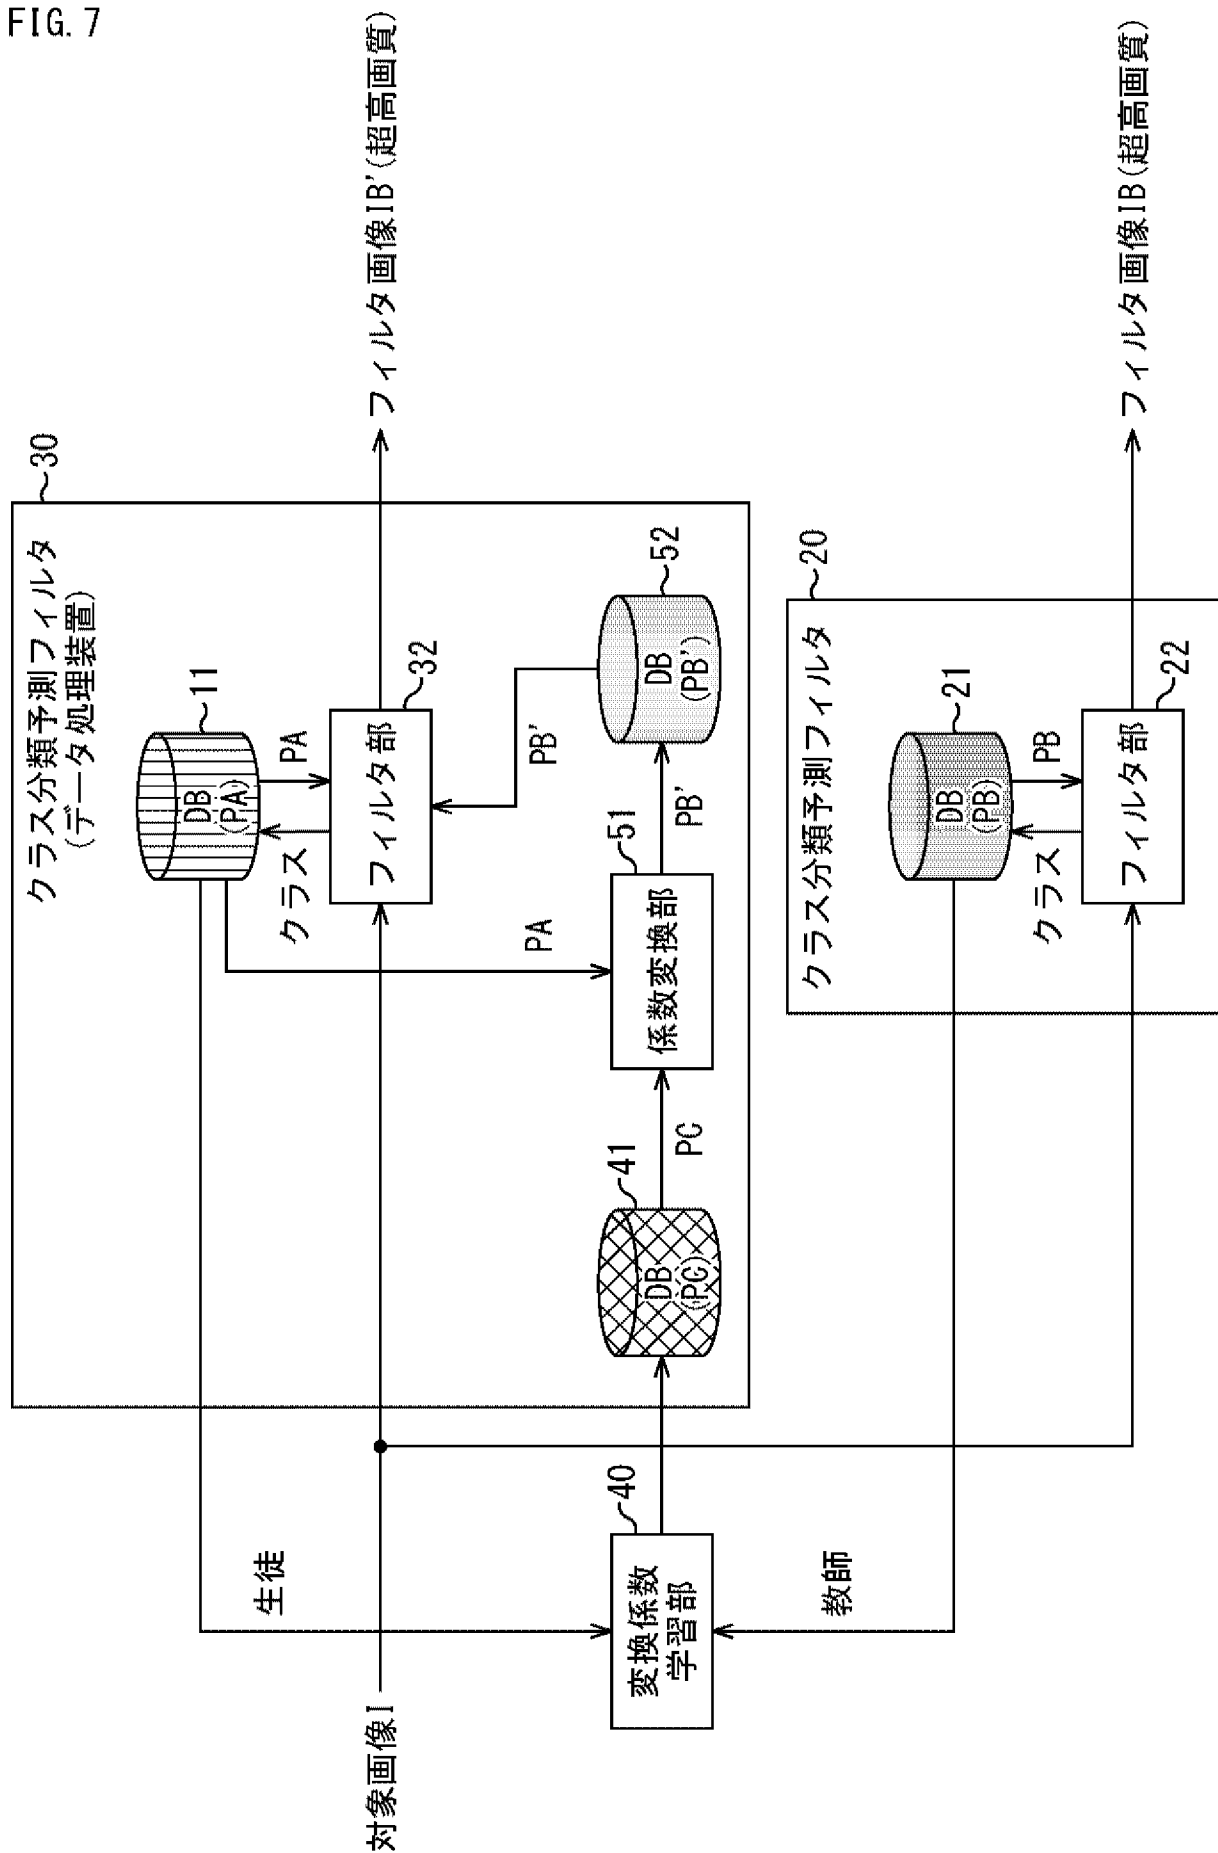 FIG. 7
クラス分類予測フィルタ
(データ処理装置)
30
DB
(PA)
11
PA
クラス
フィルタ部
32
フィルタ画像IB'(超高画質)
PA
PB'
DB
(PB')
52
PB'
係数変換部
51
PC
DB
(PC)
41
生徒
対象画像I
変換係数
学習部
40
教師
クラス分類予測フィルタ
20
DB
(PB)
21
PB
クラス
フィルタ部
22
フィルタ画像IB(超高画質)